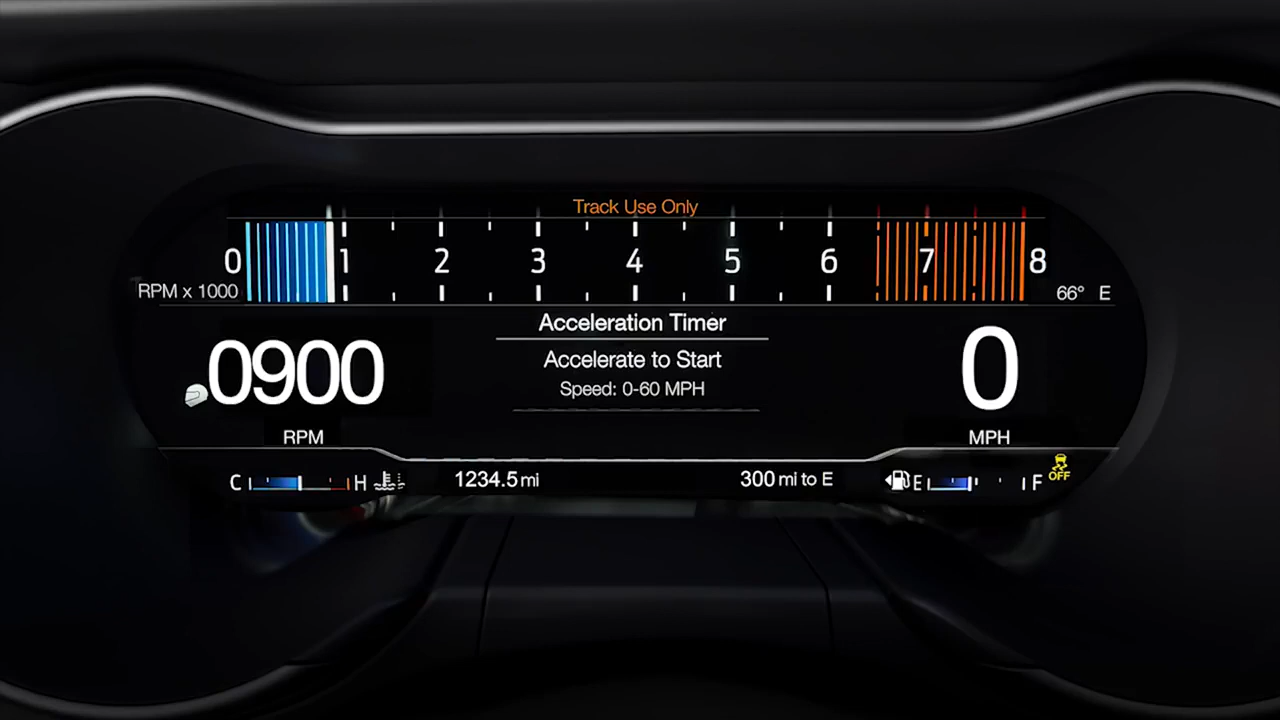 Track Use Only
0 1 2 3 4 5 6 7 8
RPM x 1000
66° E
Acceleration Timer
0900
Accelerate to Start
0
Speed: 0-60 MPH
RPM
MPH
C H
1234.5 mi
300 mi to E
E F
OFF